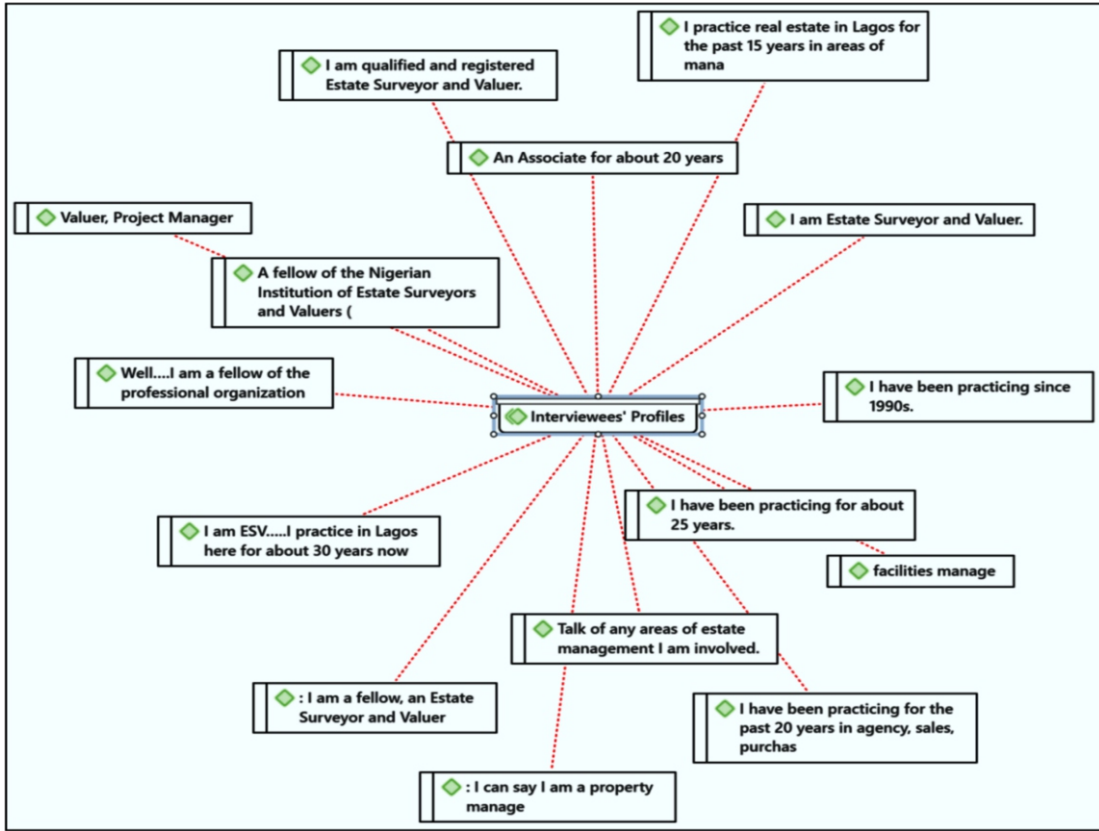 I practice real estate in Lagos for
the past 15 years in areas of
mana
I am qualified and registered
Estate Surveyor and Valuer.
An Associate for about 20 years
Valuer, Project Manager
I am Estate Surveyor and Valuer.
A fellow of the Nigerian
Institution of Estate Surveyors
and Valuers (
Well....I am a fellow of the
professional organization
I have been practicing since
1990s.
Interviewees' Profiles
I have been practicing for about
25 years.
I am ESV.....I practice in Lagos
here for about 30 years now
facilities manage
Talk of any areas of estate
management I am involved.
: I am a fellow, an Estate
Surveyor and Valuer
I have been practicing for the
past 20 years in agency, sales,
purchas
: I can say I am a property
manage